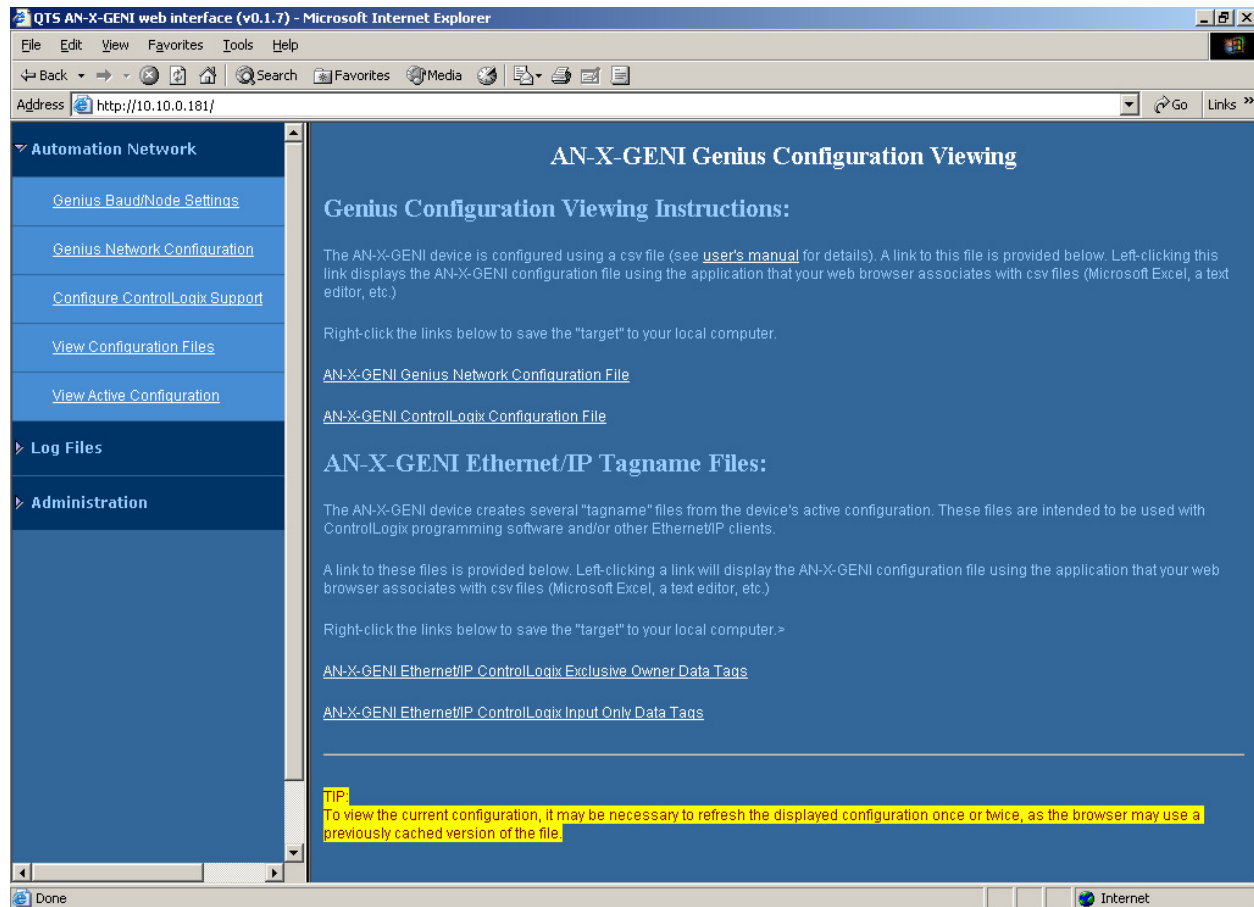 QTS AN-X-GENI web interface (v0.1.7) - Microsoft Internet Explorer
File Edit View Favorites Tools Help
Back Search Favorites Media
Address http://10.10.0.181/ Go Links »
Automation Network
Genius Baud/Node Settings
Genius Network Configuration
Configure ControlLogix Support
View Configuration Files
View Active Configuration
Log Files
Administration
AN-X-GENI Genius Configuration Viewing
Genius Configuration Viewing Instructions:
The AN-X-GENI device is configured using a csv file (see user's manual for details). A link to this file is provided below. Left-clicking this
link displays the AN-X-GENI configuration file using the application that your web browser associates with csv files (Microsoft Excel, a text
editor, etc.)
Right-click the links below to save the "target" to your local computer.
AN-X-GENI Genius Network Configuration File
AN-X-GENI ControlLogix Configuration File
AN-X-GENI Ethernet/IP Tagname Files:
The AN-X-GENI device creates several "tagname" files from the device's active configuration. These files are intended to be used with
ControlLogix programming software and/or other Ethernet/IP clients.
A link to these files is provided below. Left-clicking a link will display the AN-X-GENI configuration file using the application that your web
browser associates with csv files (Microsoft Excel, a text editor, etc.)
Right-click the links below to save the "target" to your local computer.>
AN-X-GENI Ethernet/IP ControlLogix Exclusive Owner Data Tags
AN-X-GENI Ethernet/IP ControlLogix Input Only Data Tags
TIP:
To view the current configuration, it may be necessary to refresh the displayed configuration once or twice, as the browser may use a
previously cached version of the file.
Done Internet